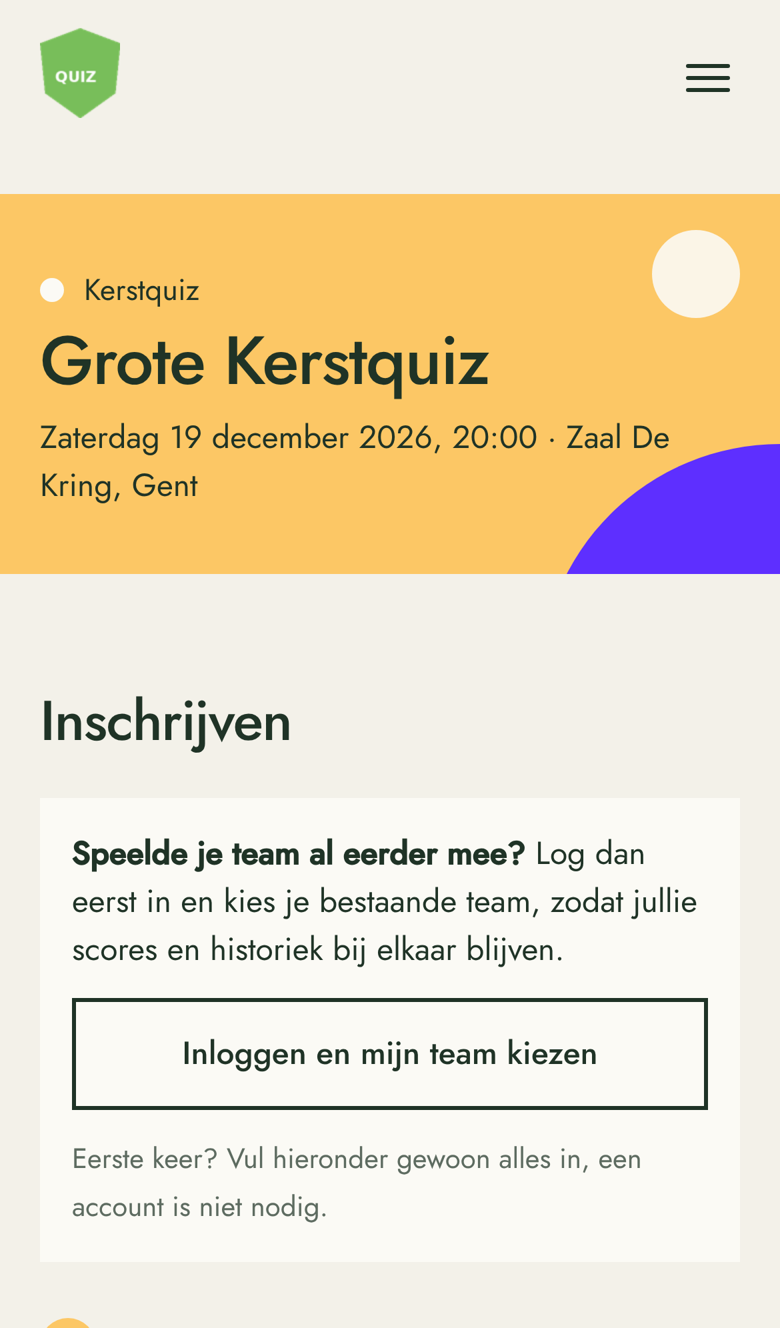 QUIZ
Kerstquiz
Grote Kerstquiz
Zaterdag 19 december 2026, 20:00 · Zaal De
Kring, Gent
Inschrijven
Speelde je team al eerder mee? Log dan
eerst in en kies je bestaande team, zodat jullie
scores en historiek bij elkaar blijven.
Inloggen en mijn team kiezen
Eerste keer? Vul hieronder gewoon alles in, een
account is niet nodig.